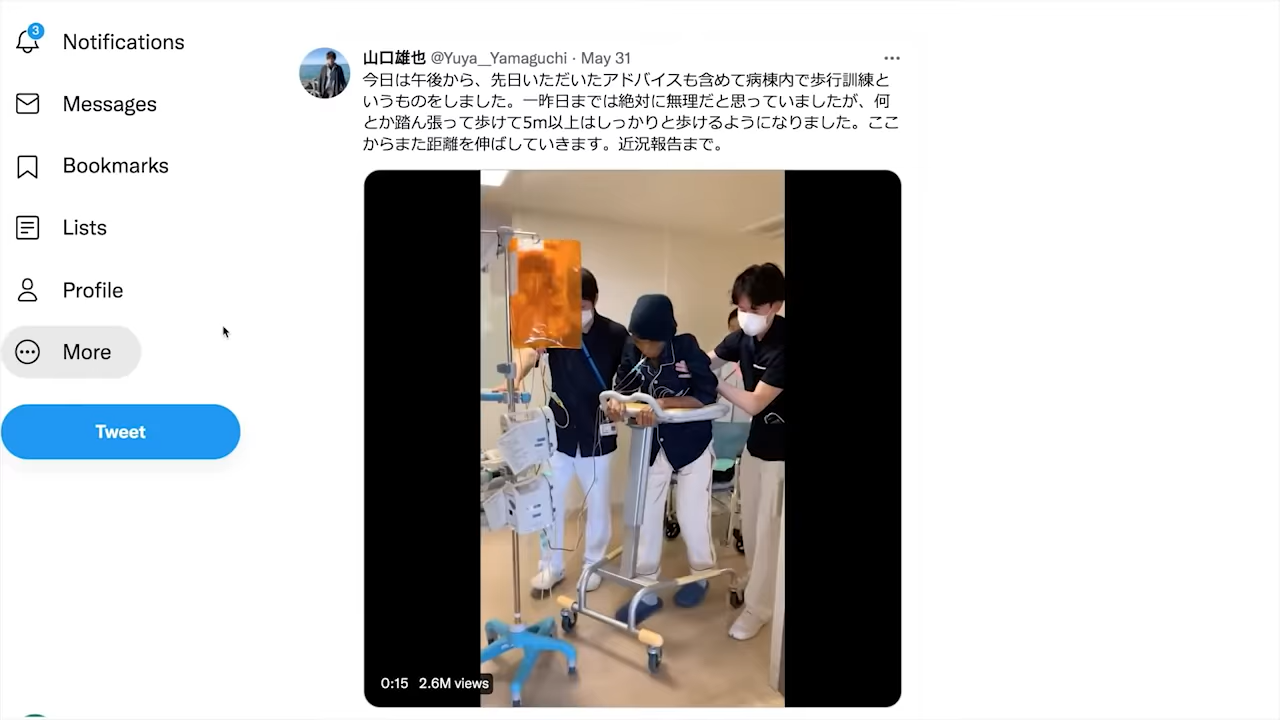 3
Notifications
Messages
Bookmarks
Lists
Profile
More
Tweet
山口雄也 @Yuya__Yamaguchi · May 31
今日は午後から、先日いただいたアドバイスも含めて病棟内で歩行訓練と
いうものをしました。一昨日までは絶対に無理だと思っていましたが、何
とか踏ん張って歩けて5m以上はしっかりと歩けるようになりました。ここ
からまた距離を伸ばしていきます。近況報告まで。
0:15 2.6M views